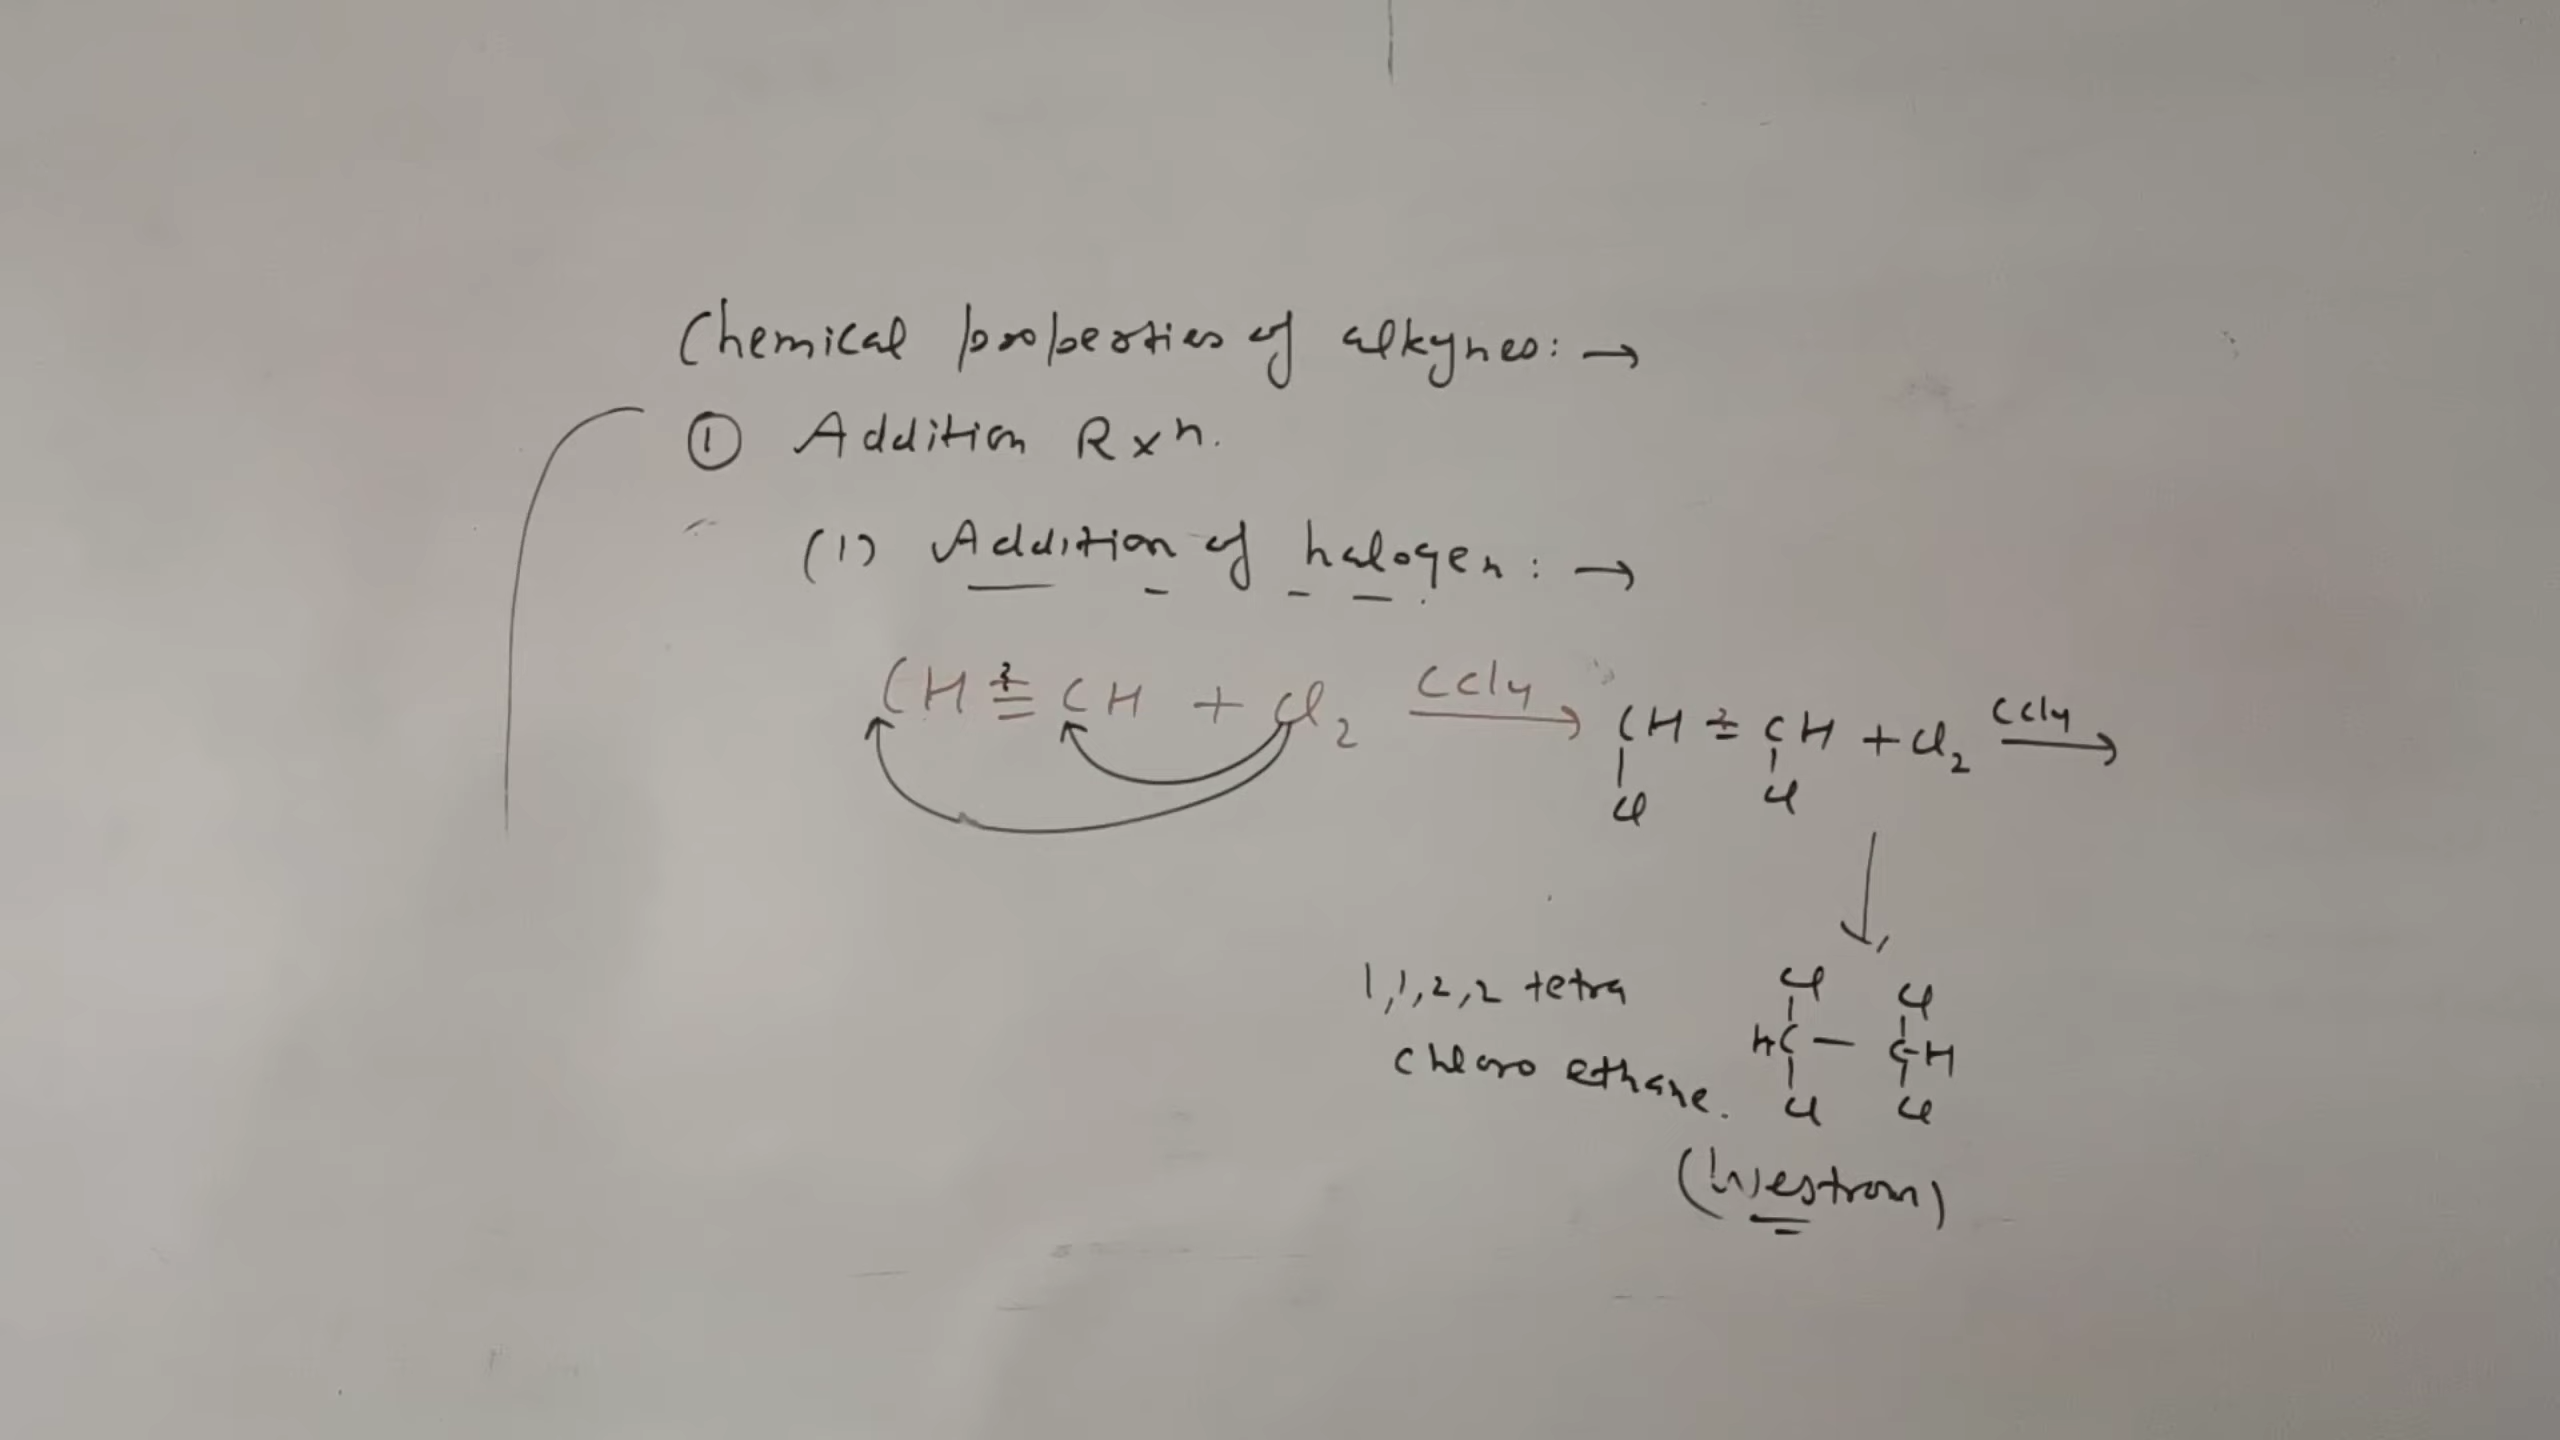 Chemical properties of alkynes: →
① Addition Rxⁿ.
(1) Addition of halogen: →
CH ≡ CH + Cl₂ CCl4 → CH = CH + Cl₂ CCl4 →
Cl Cl
↓
1,1,2,2 tetra
chloro ethane.
Cl Cl
HC — C-H
Cl Cl
(Westron)